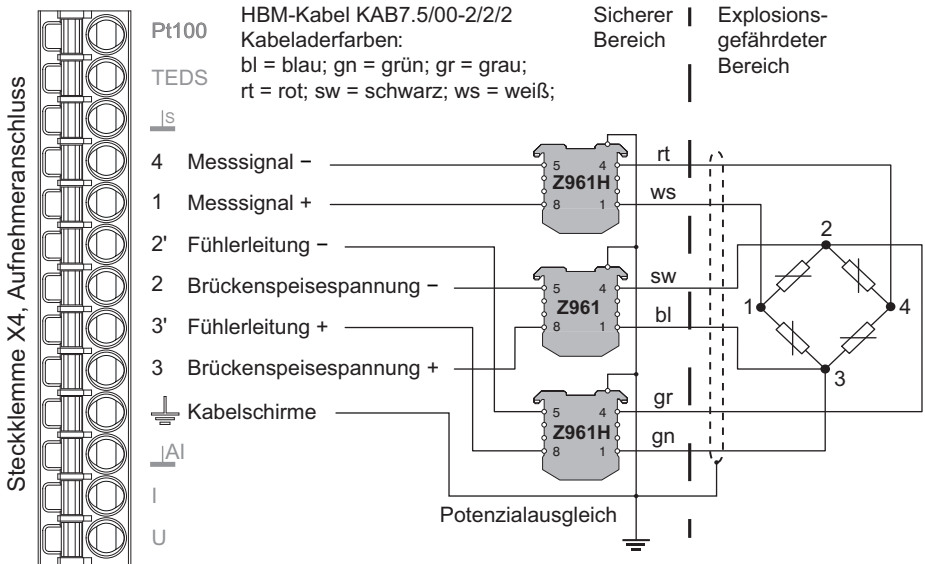 HBM-Kabel KAB7.5/00-2/2/2
Kabeladerfarben:
bl = blau; gn = grün; gr = grau;
rt = rot; sw = schwarz; ws = weiß;
Sicherer
Bereich
Explosions-
gefährdeter
Bereich
Steckklemme X4, Aufnehmeranschluss
Pt100
TEDS
S
4 Messsignal −
1 Messsignal +
2' Fühlerleitung −
2 Brückenspeisespannung −
3' Fühlerleitung +
3 Brückenspeisespannung +
Kabelschirme
AI
I
U
5 4
Z961H
8 1
rt
ws
5 4
Z961
8 1
sw
bl
5 4
Z961H
8 1
gr
gn
2
1
4
3
Potenzialausgleich